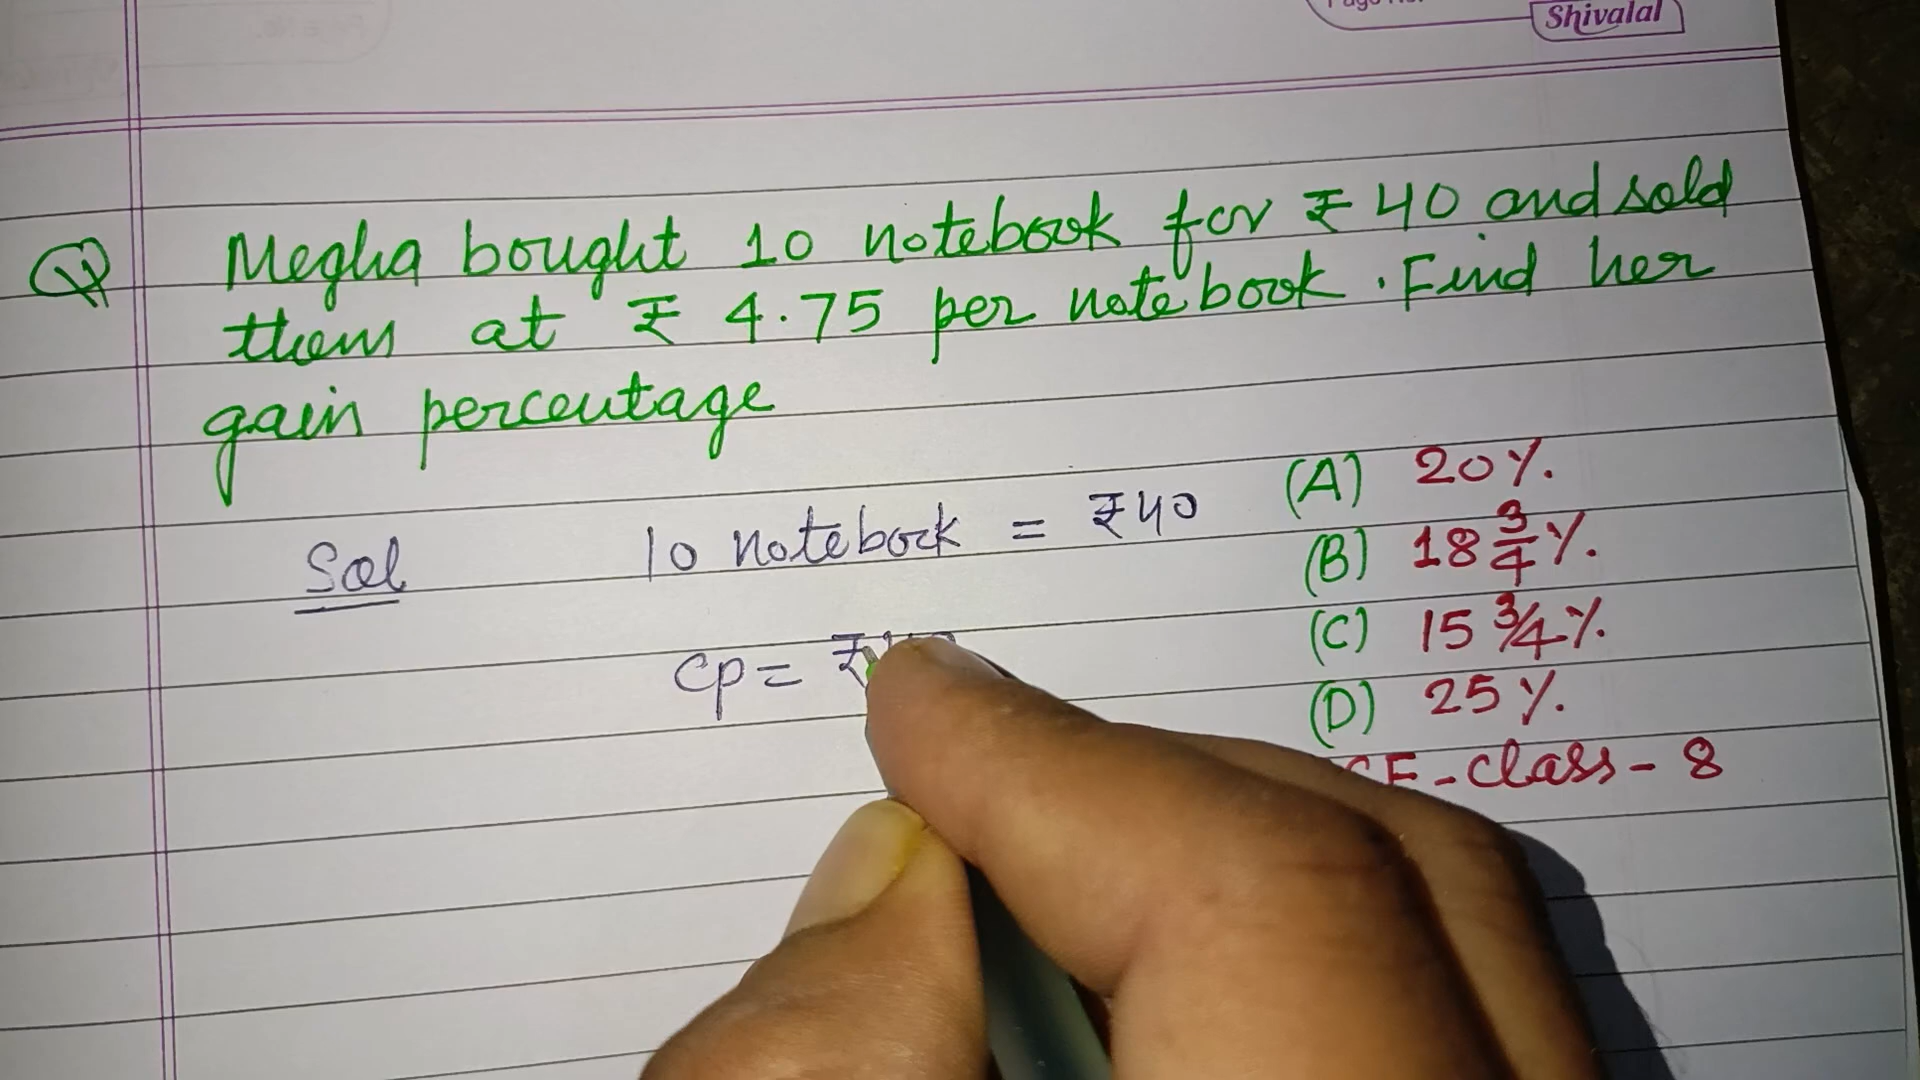 Shivalal
Q Megha bought 10 notebook for ₹ 40 and sold
them at ₹ 4.75 per notebook. Find her
gain percentage
Sol 10 notebook = ₹40
cp = ₹
(A) 20%.
(B) 18 3/4 %.
(C) 15 3/4 %.
(D) 25 %.
- Class - 8